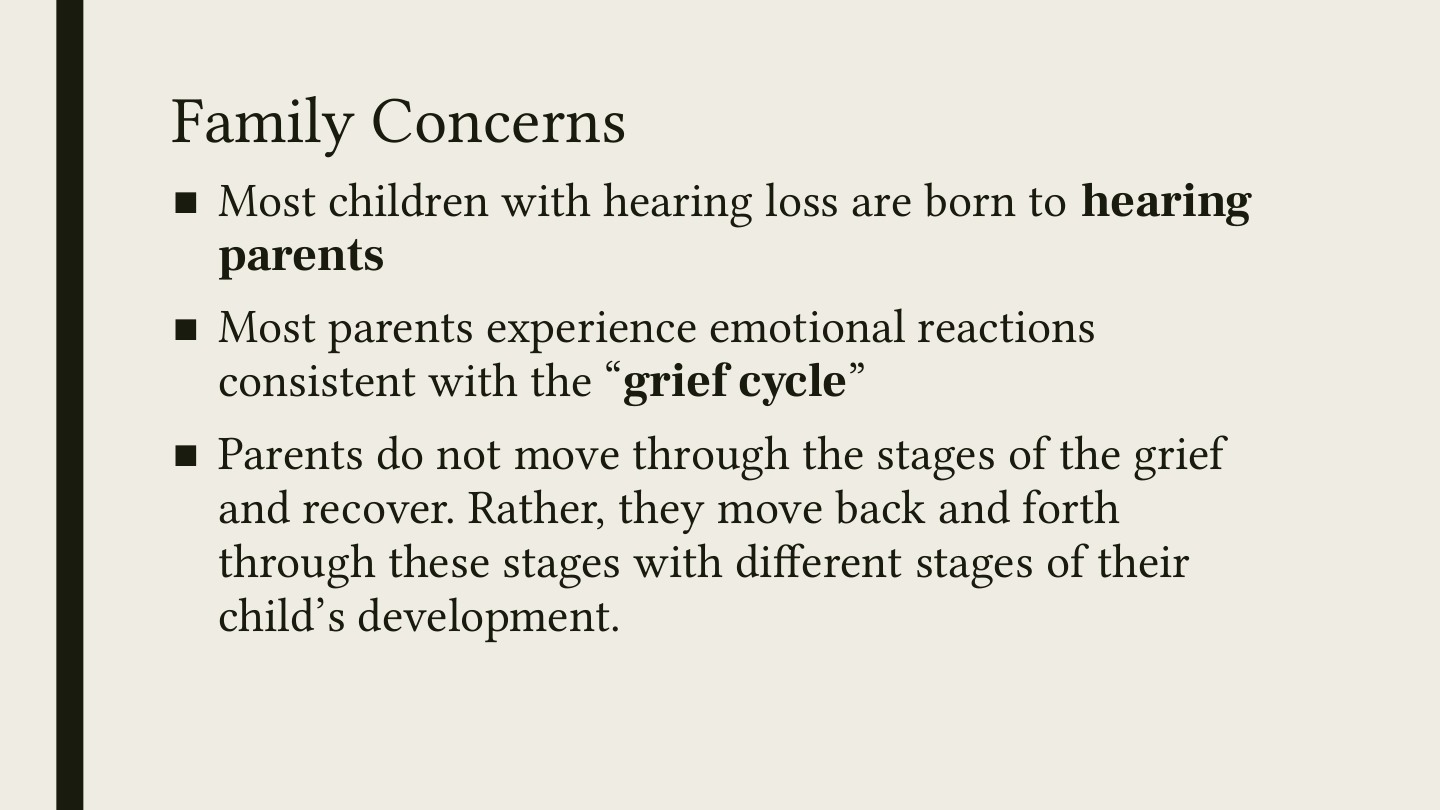 Family Concerns
■ Most children with hearing loss are born to hearing
parents
■ Most parents experience emotional reactions
consistent with the “grief cycle”
■ Parents do not move through the stages of the grief
and recover. Rather, they move back and forth
through these stages with different stages of their
child’s development.